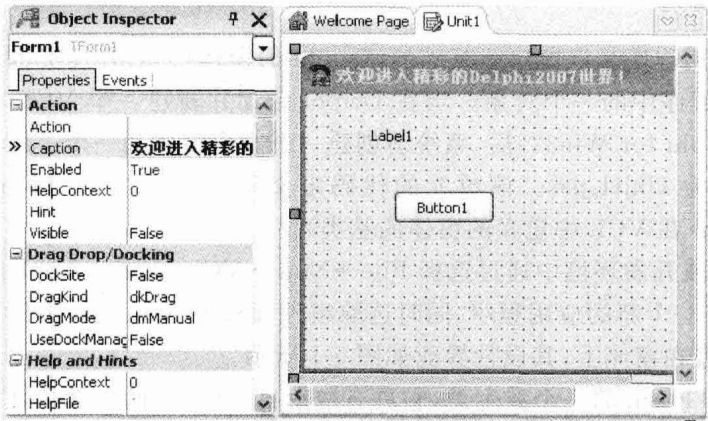 Object Inspector
Form1 TForm1
Properties Events
Action
Action
Caption 欢迎进入精彩的
Enabled True
HelpContext 0
Hint
Visible False
Drag Drop/Docking
DockSite False
DragKind dkDrag
DragMode dmManual
UseDockManag False
Help and Hints
HelpContext 0
HelpFile
Welcome Page Unit1
欢迎进入精彩的Delphi2007世界!
Label1
Button1